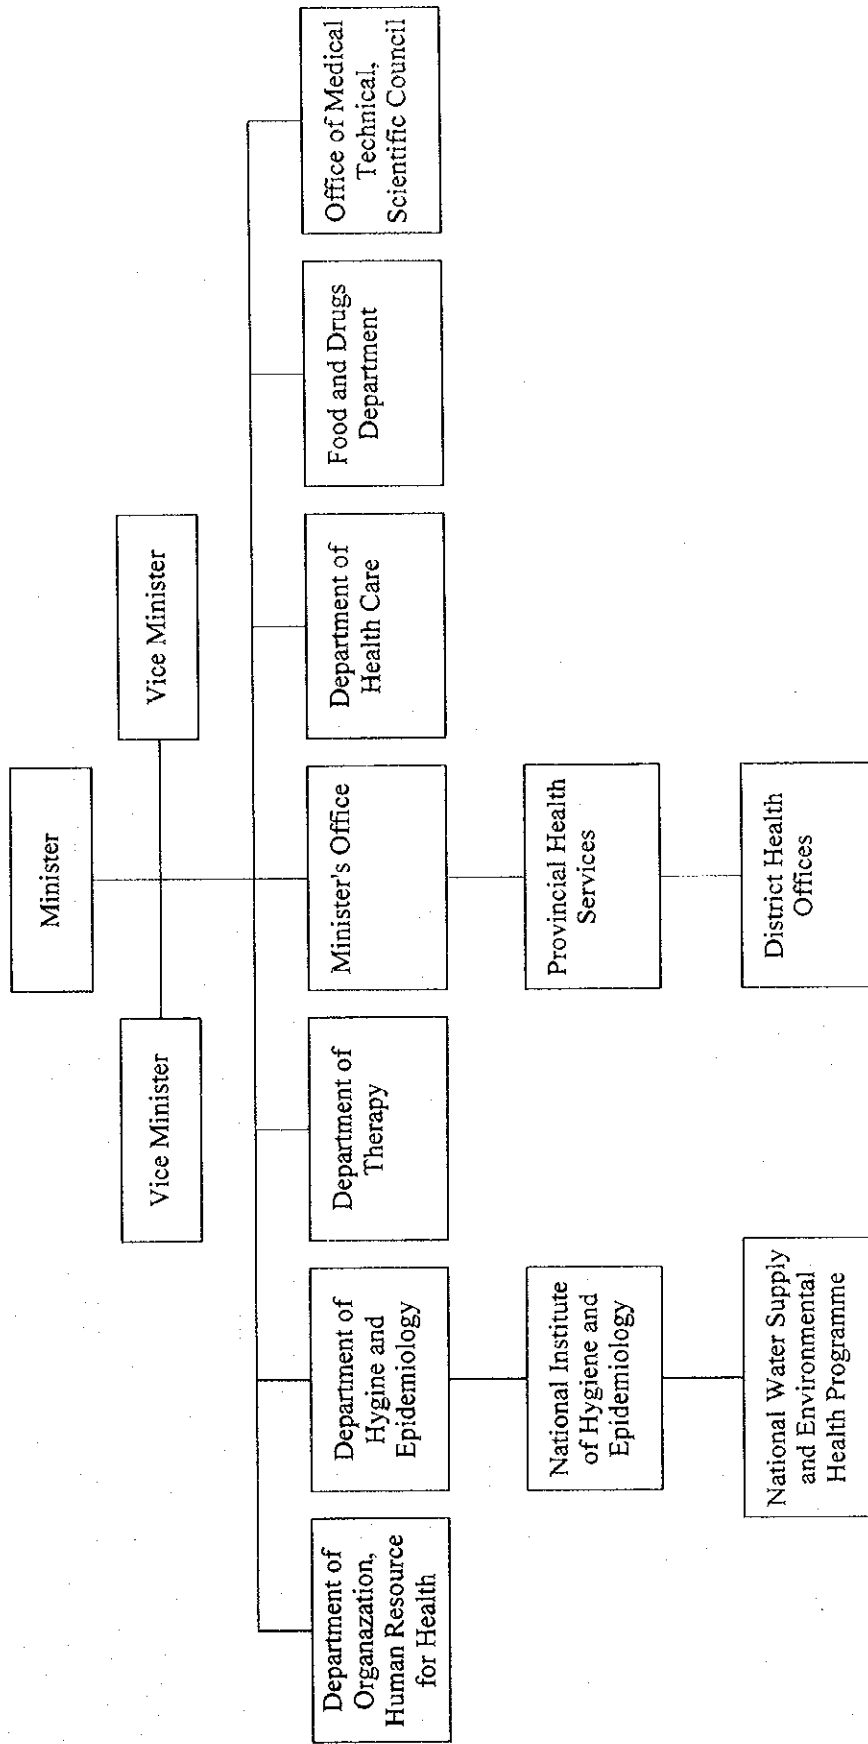 Minister
Vice Minister
Vice Minister
Department of
Organazation,
Human Resource
for Health
Department of
Hygine and
Epidemiology
Department of
Therapy
Minister's Office
Department of
Health Care
Food and Drugs
Department
Office of Medical
Technical,
Scientific Council
National Institute
of Hygiene and
Epidemiology
Provincial Health
Services
National Water Supply
and Environmental
Health Programme
District Health
Offices